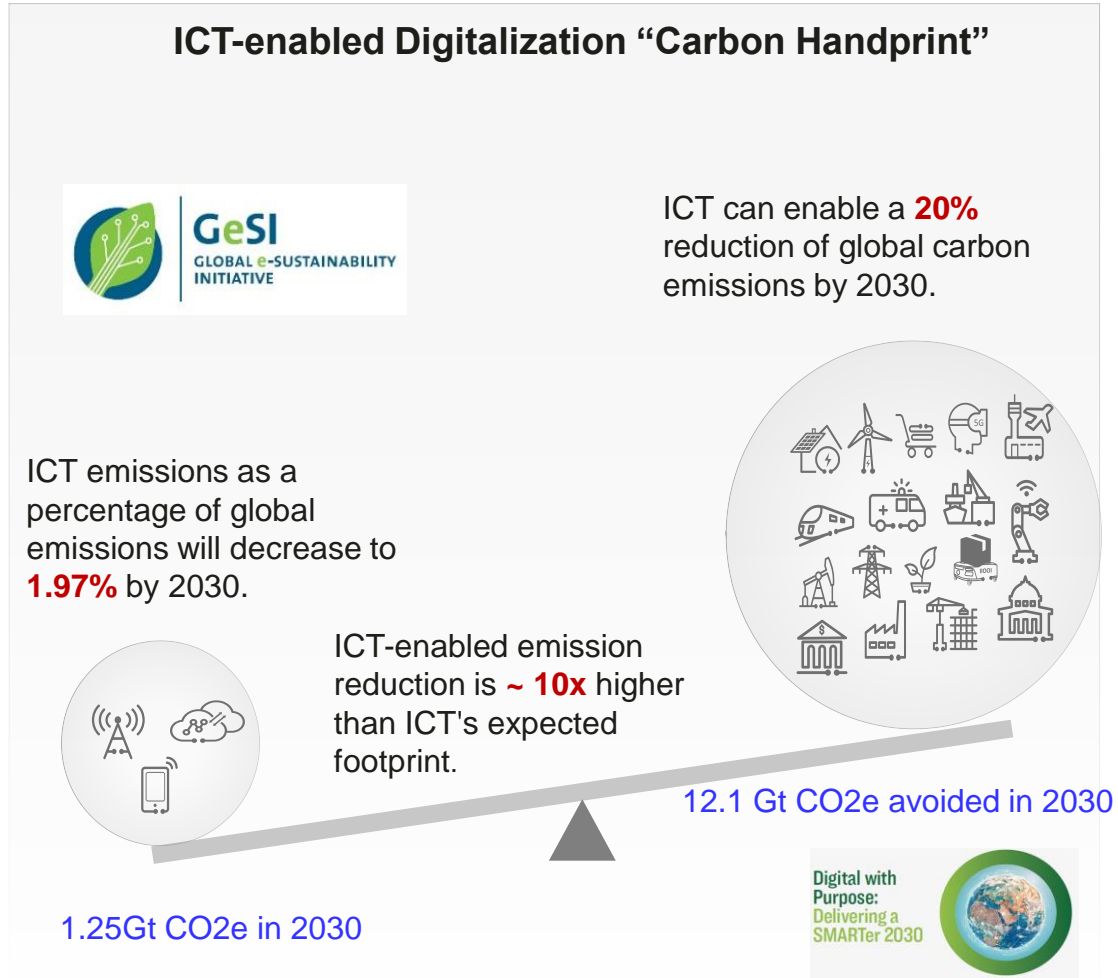 ICT-enabled Digitalization “Carbon Handprint”
GeSI
GLOBAL e-SUSTAINABILITY
INITIATIVE
ICT can enable a 20%
reduction of global carbon
emissions by 2030.
5G
ICT emissions as a
percentage of global
emissions will decrease to
1.97% by 2030.
$
ICT-enabled emission
reduction is ~ 10x higher
than ICT's expected
footprint.
12.1 Gt CO2e avoided in 2030
1.25Gt CO2e in 2030
Digital with
Purpose:
Delivering a
SMARTer 2030